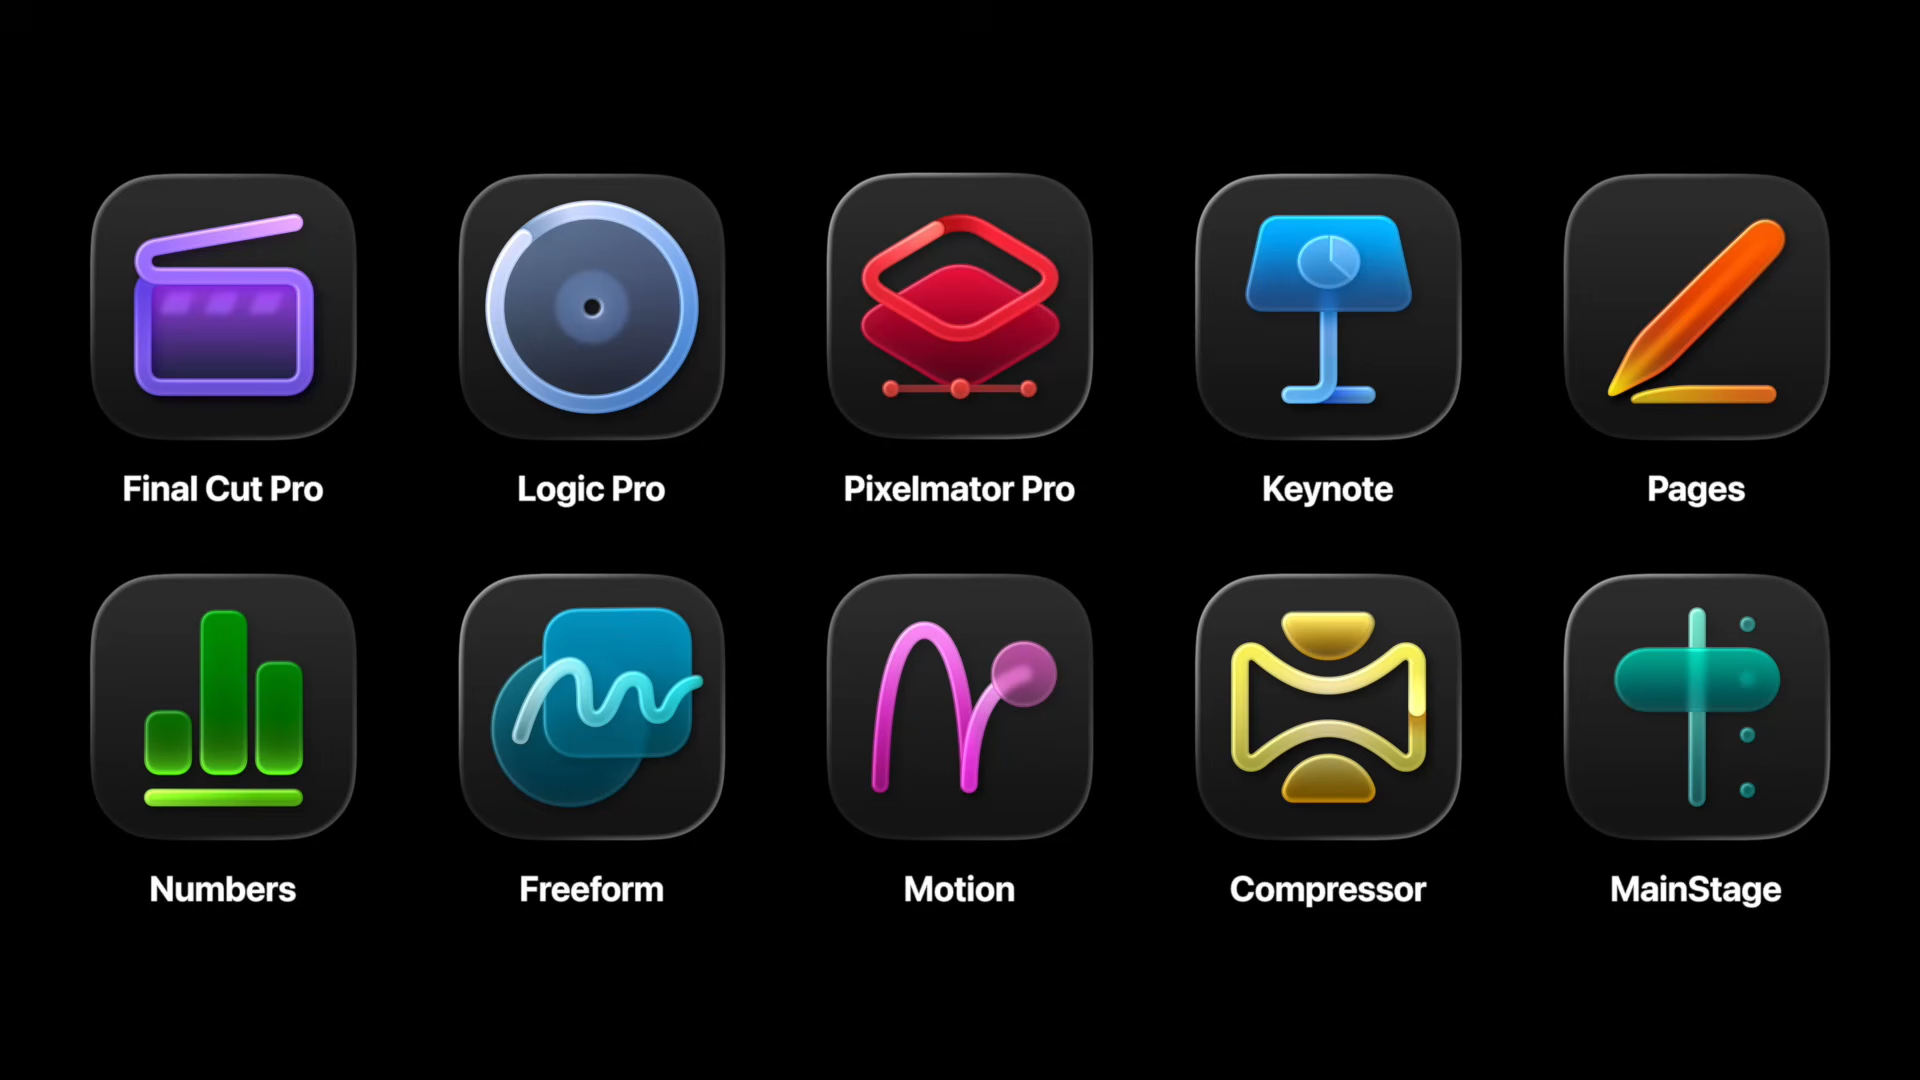 Final Cut Pro
Logic Pro
Pixelmator Pro
Keynote
Pages
Numbers
Freeform
Motion
Compressor
MainStage